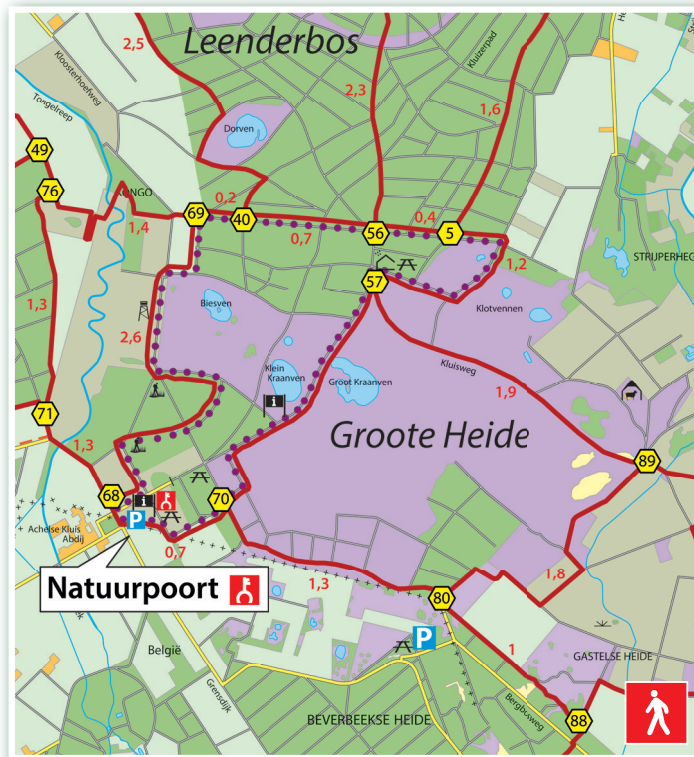 2,5
Leenderbos
Kloosterhoefweg
Kluizerpad
Tongelreep
2,3
1,6
Dorven
49
76
0,2
69
40
0,7
56
0,4
5
1,4
1,2
STRIJPERHEG
57
Biesven
Klotvennen
1,3
2,6
Klein
Kraanven
Groot Kraanven
Kluisweg
1,9
i
71
Groote Heide
1,3
89
68
i
70
P
Achelse Kluis
Abdij
0,7
1,8
Natuurpoort
1,3
80
P
België
1
GASTELSE HEIDE
Grensdijk
Bergbosweg
BEVERBEEKSE HEIDE
88